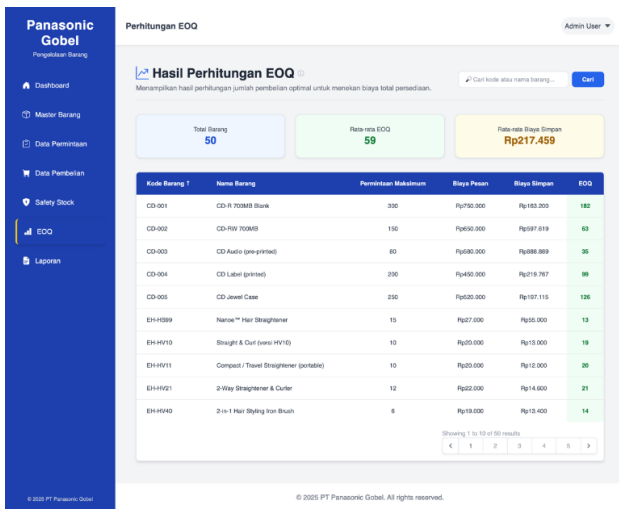 Panasonic
Gobel
Pengelolaan Barang
Dashboard
Master Barang
Data Permintaan
Data Pembelian
Safety Stock
EOQ
Laporan
© 2025 PT Panasonic Gobel
Perhitungan EOQ
Admin User
Hasil Perhitungan EOQ
Menampilkan hasil perhitungan jumlah pembelian optimal untuk menekan biaya total persediaan.
Cari kode atau nama barang...
Cari
Total Barang
50
Rata-rata EOQ
59
Rata-rata Biaya Simpan
Rp217.459
Kode Barang ↑ Nama Barang Permintaan Maksimum Biaya Pesan Biaya Simpan EOQ
CD-001 CD-R 700MB Blank 300 Rp750.000 Rp163.200 182
CD-002 CD-RW 700MB 150 Rp650.000 Rp597.619 63
CD-003 CD Audio (pre-printed) 80 Rp580.000 Rp888.889 35
CD-004 CD Label (printed) 200 Rp450.000 Rp219.767 99
CD-005 CD Jewel Case 250 Rp520.000 Rp197.115 126
EH-HS99 Nanoe™ Hair Straightener 15 Rp27.000 Rp55.000 13
EH-HV10 Straight & Curl (versi HV10) 10 Rp20.000 Rp13.000 19
EH-HV11 Compact / Travel Straightener (portable) 10 Rp20.000 Rp12.000 20
EH-HV21 2-Way Straightener & Curler 12 Rp22.000 Rp14.600 21
EH-HV40 2-in-1 Hair Styling Iron Brush 6 Rp19.000 Rp13.400 14
Showing 1 to 10 of 50 results
‹ 1 2 3 4 5 ›
© 2025 PT Panasonic Gobel. All rights reserved.